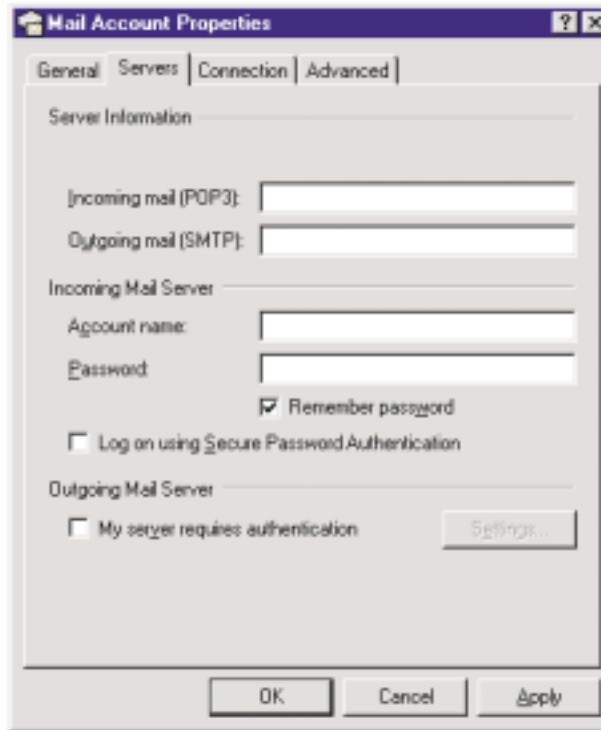 Mail Account Properties
General Servers Connection Advanced
Server Information
Incoming mail (POP3):
Outgoing mail (SMTP):
Incoming Mail Server
Account name:
Password:
Remember password
Log on using Secure Password Authentication
Outgoing Mail Server
My server requires authentication Settings...
OK Cancel Apply